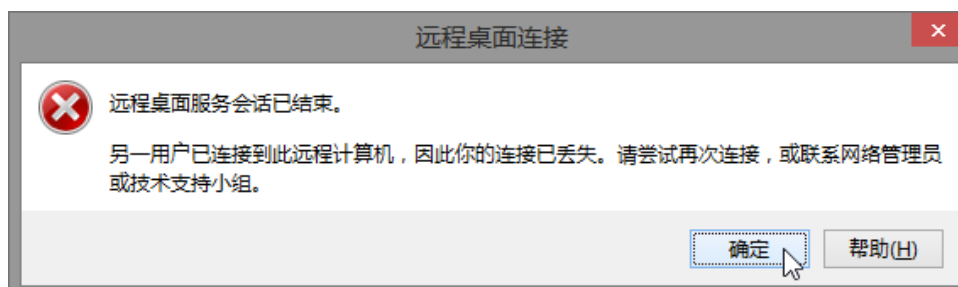 远程桌面连接
远程桌面服务会话已结束。
另一用户已连接到此远程计算机，因此你的连接已丢失。请尝试再次连接，或联系网络管理员
或技术支持小组。
确定
帮助(H)